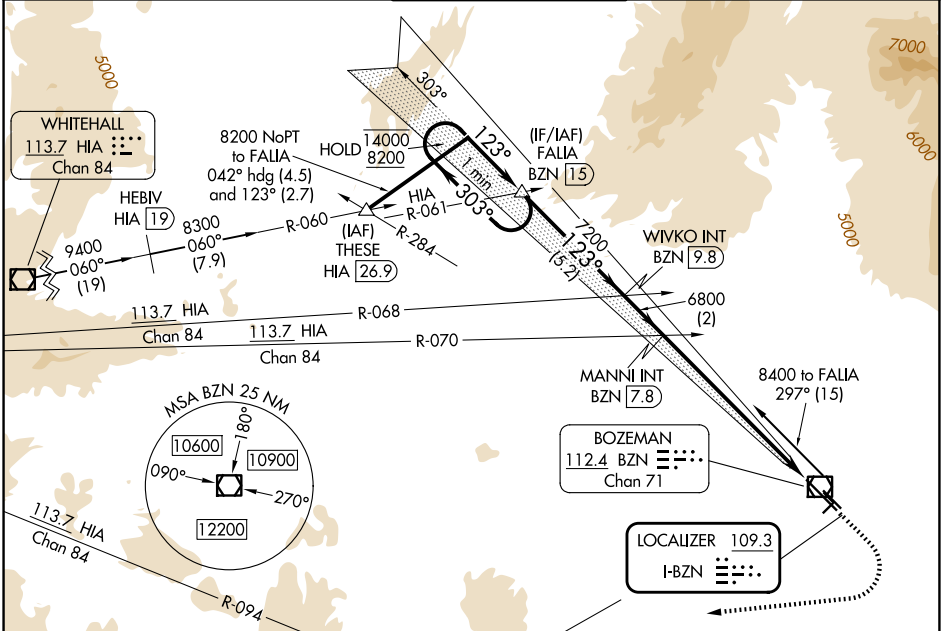 5000
7000
6000
5000
WHITEHALL
113.7 HIA
Chan 84
HEBIV
HIA 19
9400
060°
(19)
8300
060°
(7.9)
R-060
8200 NoPT
to FALIA
042° hdg (4.5)
and 123° (2.7)
HOLD
14000
8200
303°
123°
1 min
303°
(IF/IAF)
FALIA
BZN 15
HIA
R-061
(IAF)
THESE
HIA 26.9
R-284
7200
123°
(5.2)
WIVKO INT
BZN 9.8
6800
(2)
113.7 HIA
Chan 84
R-068
113.7 HIA
Chan 84
R-070
MANNI INT
BZN 7.8
8400 to FALIA
297° (15)
MSA BZN 25 NM
180°
10600
10900
090°
270°
12200
BOZEMAN
112.4 BZN
Chan 71
LOCALIZER 109.3
I-BZN
113.7 HIA
Chan 84
R-094